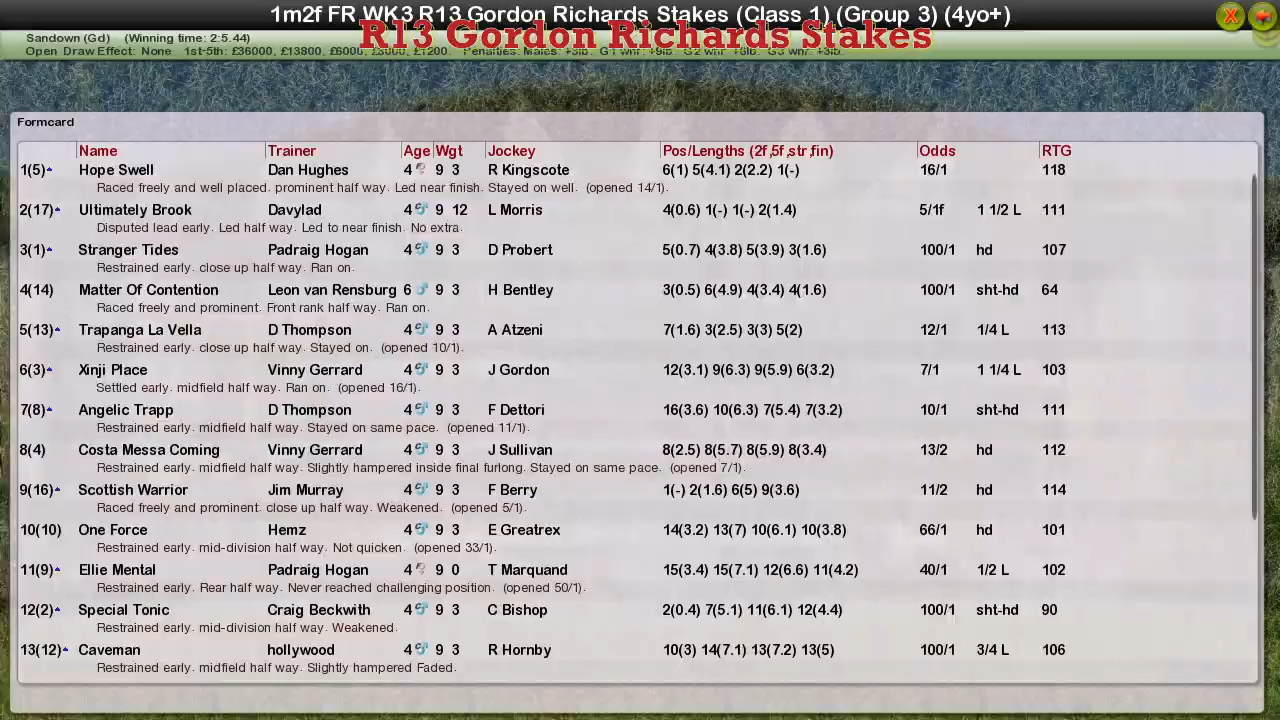 1m2f FR WK3 R13 Gordon Richards Stakes (Class 1) (Group 3) (4yo+)
R13 Gordon Richards Stakes
Sandown (Gd) (Winning time: 2:5.44)
Open Draw Effect: None 1st-5th: £36000, £13800, £6000, £3000, £1200. Penalties: Males: +3lb. G1 wnr: +9lb. G2 wnr: +6lb. G3 wnr: +3lb.
Formcard
Name Trainer Age Wgt Jockey Pos/Lengths (2f,5f,str,fin) Odds RTG
1(5) Hope Swell Dan Hughes 4 9 3 R Kingscote 6(1) 5(4.1) 2(2.2) 1(-) 16/1 118
Raced freely and well placed. prominent half way. Led near finish. Stayed on well. (opened 14/1).
2(17) Ultimately Brook Davylad 4 9 12 L Morris 4(0.6) 1(-) 1(-) 2(1.4) 5/1f 1 1/2 L 111
Disputed lead early. Led half way. Led to near finish. No extra.
3(1) Stranger Tides Padraig Hogan 4 9 3 D Probert 5(0.7) 4(3.8) 5(3.9) 3(1.6) 100/1 hd 107
Restrained early. close up half way. Ran on.
4(14) Matter Of Contention Leon van Rensburg 6 9 3 H Bentley 3(0.5) 6(4.9) 4(3.4) 4(1.6) 100/1 sht-hd 64
Raced freely and prominent. Front rank half way. Ran on.
5(13) Trapanga La Vella D Thompson 4 9 3 A Atzeni 7(1.6) 3(2.5) 3(3) 5(2) 12/1 1/4 L 113
Restrained early. close up half way. Stayed on. (opened 10/1).
6(3) Xinji Place Vinny Gerrard 4 9 3 J Gordon 12(3.1) 9(6.3) 9(5.9) 6(3.2) 7/1 1 1/4 L 103
Settled early. midfield half way. Ran on. (opened 16/1).
7(8) Angelic Trapp D Thompson 4 9 3 F Dettori 16(3.6) 10(6.3) 7(5.4) 7(3.2) 10/1 sht-hd 111
Restrained early. midfield half way. Stayed on same pace. (opened 11/1).
8(4) Costa Messa Coming Vinny Gerrard 4 9 3 J Sullivan 8(2.5) 8(5.7) 8(5.9) 8(3.4) 13/2 hd 112
Restrained early. midfield half way. Slightly hampered inside final furlong. Stayed on same pace. (opened 7/1).
9(16) Scottish Warrior Jim Murray 4 9 3 F Berry 1(-) 2(1.6) 6(5) 9(3.6) 11/2 hd 114
Raced freely and prominent. close up half way. Weakened. (opened 5/1).
10(10) One Force Hemz 4 9 3 E Greatrex 14(3.2) 13(7) 10(6.1) 10(3.8) 66/1 hd 101
Restrained early. mid-division half way. Not quicken. (opened 33/1).
11(9) Ellie Mental Padraig Hogan 4 9 0 T Marquand 15(3.4) 15(7.1) 12(6.6) 11(4.2) 40/1 1/2 L 102
Restrained early. Rear half way. Never reached challenging position. (opened 50/1).
12(2) Special Tonic Craig Beckwith 4 9 3 C Bishop 2(0.4) 7(5.1) 11(6.1) 12(4.4) 100/1 sht-hd 90
Restrained early. mid-division half way. Weakened.
13(12) Caveman hollywood 4 9 3 R Hornby 10(3) 14(7.1) 13(7.2) 13(5) 100/1 3/4 L 106
Restrained early. midfield half way. Slightly hampered Faded.